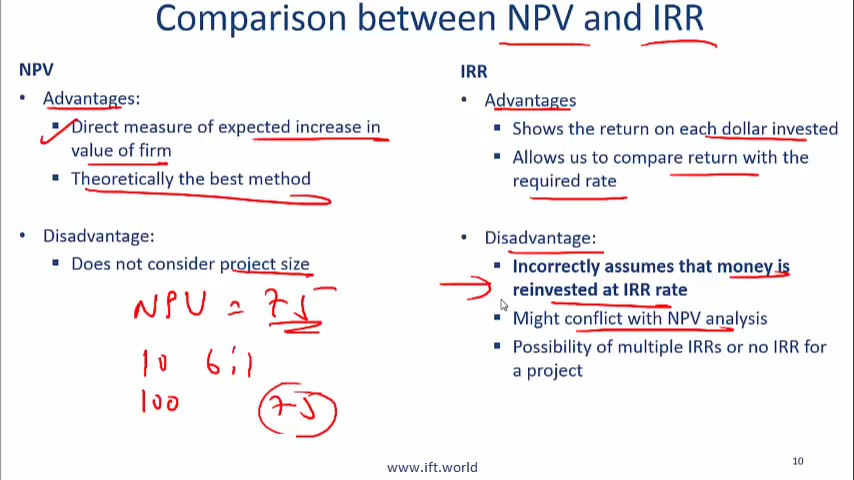 Comparison between NPV and IRR
NPV
• Advantages:
▪ Direct measure of expected increase in
value of firm
▪ Theoretically the best method
• Disadvantage:
▪ Does not consider project size
NPV = 75
10 bil
100 75
IRR
• Advantages
▪ Shows the return on each dollar invested
▪ Allows us to compare return with the
required rate
• Disadvantage:
▪ Incorrectly assumes that money is
reinvested at IRR rate
▪ Might conflict with NPV analysis
▪ Possibility of multiple IRRs or no IRR for
a project
www.ift.world
10